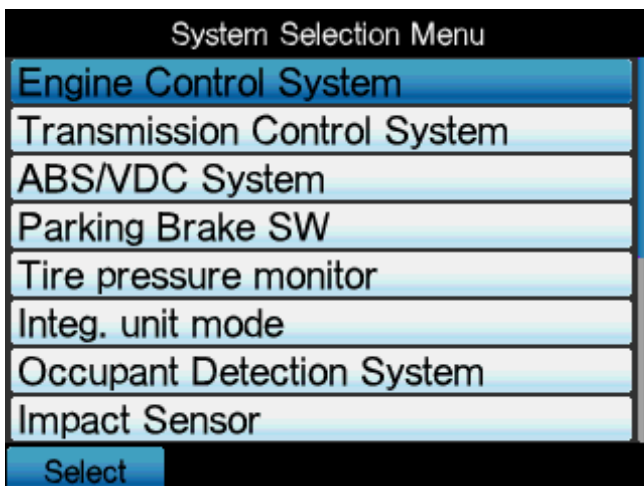 System Selection Menu
Engine Control System
Transmission Control System
ABS/VDC System
Parking Brake SW
Tire pressure monitor
Integ. unit mode
Occupant Detection System
Impact Sensor
Select